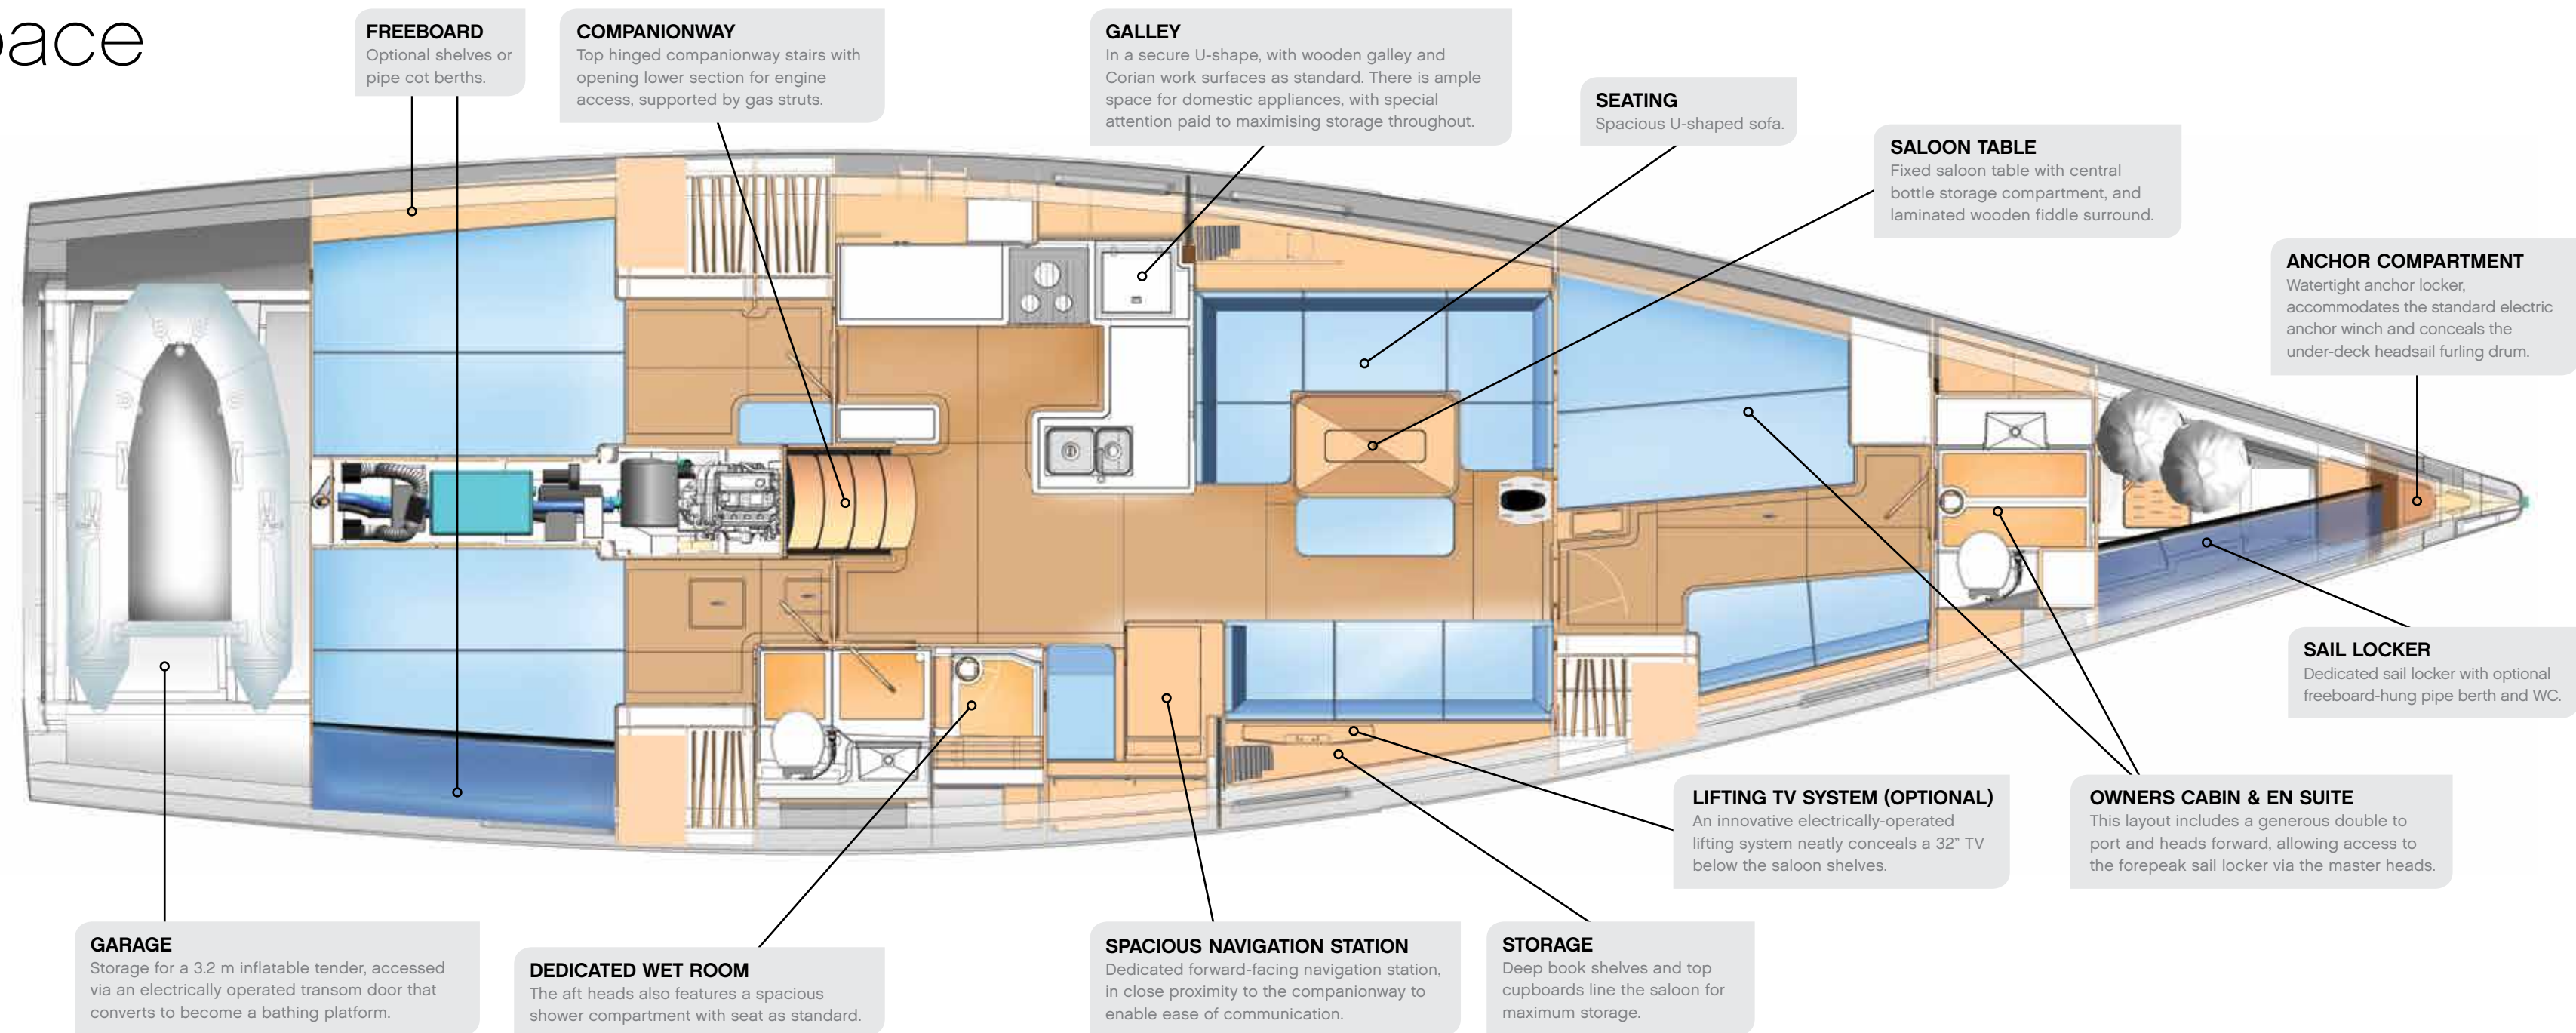 FREEBOARD
Optional shelves or
pipe cot berths.
COMPANIONWAY
Top hinged companionway stairs with
opening lower section for engine
access, supported by gas struts.
GALLEY
In a secure U-shape, with wooden galley and
Corian work surfaces as standard. There is ample
space for domestic appliances, with special
attention paid to maximising storage throughout.
SEATING
Spacious U-shaped sofa.
SALOON TABLE
Fixed saloon table with central
bottle storage compartment, and
laminated wooden fiddle surround.
ANCHOR COMPARTMENT
Watertight anchor locker,
accommodates the standard electric
anchor winch and conceals the
under-deck headsail furling drum.
SAIL LOCKER
Dedicated sail locker with optional
freeboard-hung pipe berth and WC.
LIFTING TV SYSTEM (OPTIONAL)
An innovative electrically-operated
lifting system neatly conceals a 32” TV
below the saloon shelves.
OWNERS CABIN & EN SUITE
This layout includes a generous double to
port and heads forward, allowing access to
the forepeak sail locker via the master heads.
GARAGE
Storage for a 3.2 m inflatable tender, accessed
via an electrically operated transom door that
converts to become a bathing platform.
DEDICATED WET ROOM
The aft heads also features a spacious
shower compartment with seat as standard.
SPACIOUS NAVIGATION STATION
Dedicated forward-facing navigation station,
in close proximity to the companionway to
enable ease of communication.
STORAGE
Deep book shelves and top
cupboards line the saloon for
maximum storage.